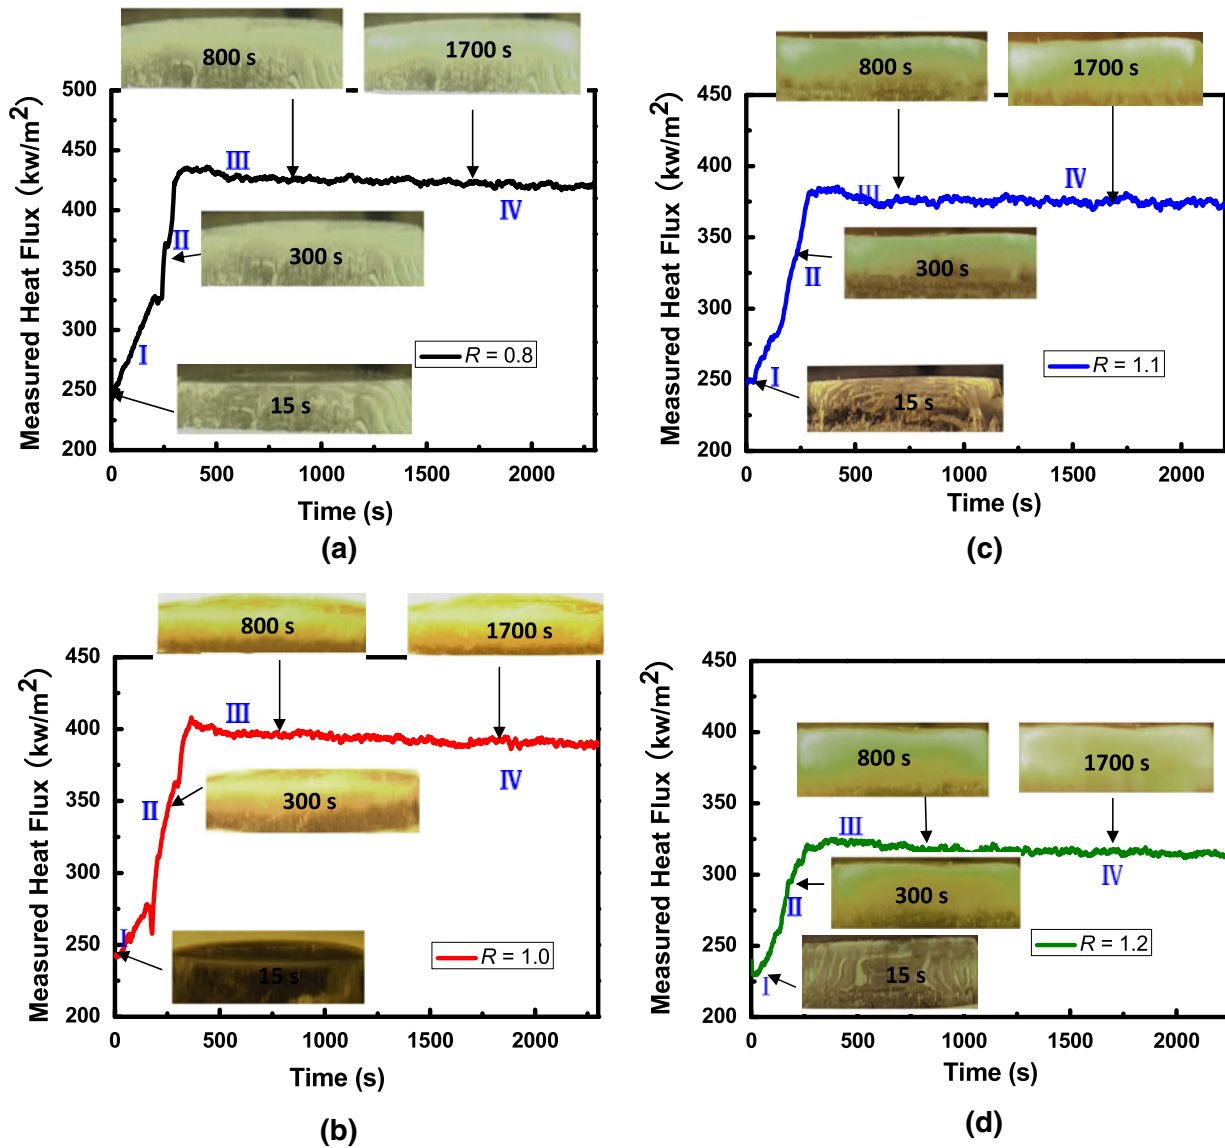 800 s
1700 s
500
450
400
350
300
250
200
Measured Heat Flux (kw/m²)
III
IV
II
300 s
I
R = 0.8
15 s
0
500
1000
1500
2000
Time (s)
(a)
800 s
1700 s
450
400
350
300
250
200
Measured Heat Flux (kw/m²)
III
IV
II
300 s
I
R = 1.1
15 s
0
500
1000
1500
2000
Time (s)
(c)
800 s
1700 s
450
400
350
300
250
200
Measured Heat Flux (kw/m²)
III
IV
II
300 s
I
R = 1.0
15 s
0
500
1000
1500
2000
Time (s)
(b)
450
400
350
300
250
200
Measured Heat Flux (kw/m²)
800 s
1700 s
III
IV
II
300 s
I
R = 1.2
15 s
0
500
1000
1500
2000
Time (s)
(d)